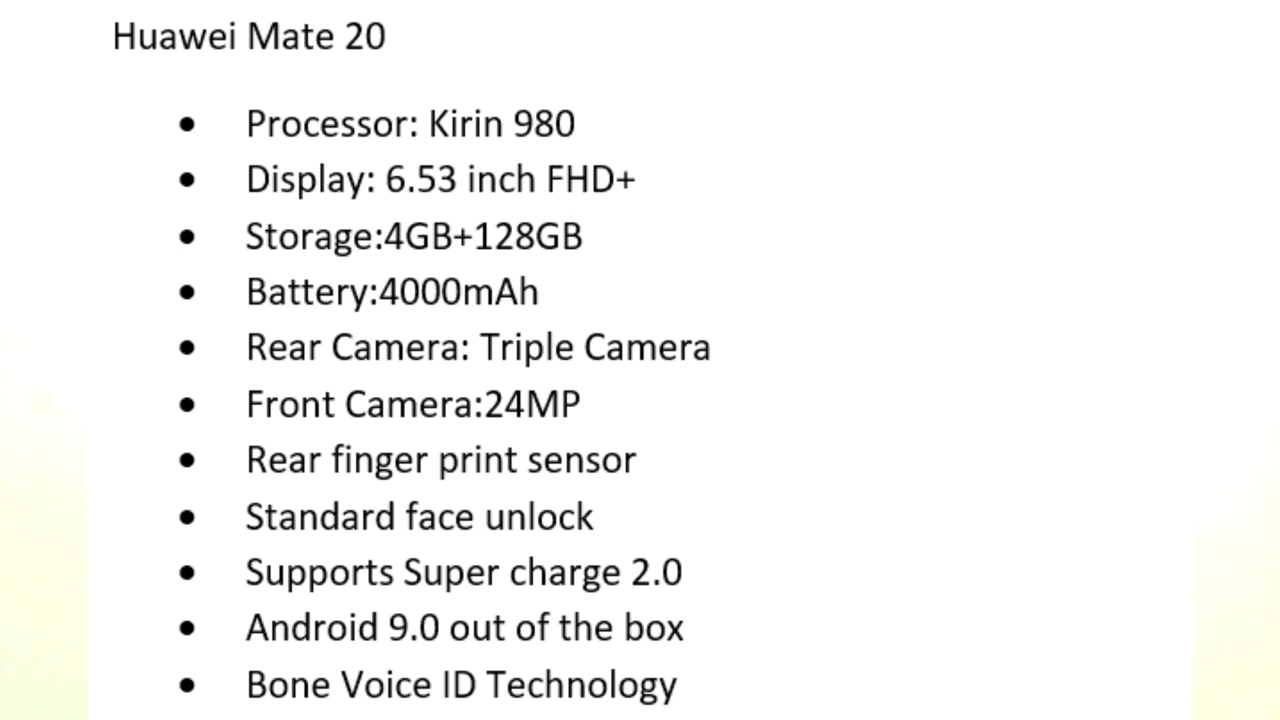 Huawei Mate 20
• Processor: Kirin 980
• Display: 6.53 inch FHD+
• Storage:4GB+128GB
• Battery:4000mAh
• Rear Camera: Triple Camera
• Front Camera:24MP
• Rear finger print sensor
• Standard face unlock
• Supports Super charge 2.0
• Android 9.0 out of the box
• Bone Voice ID Technology